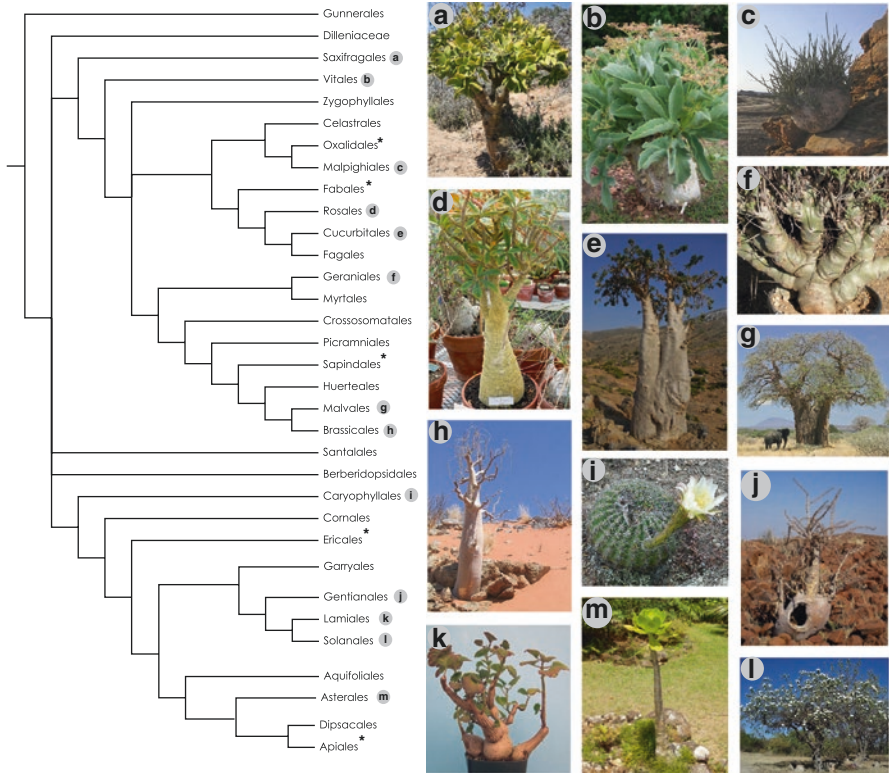 Gunnerales
Dilleniaceae
Saxifragales a
Vitales b
Zygophyllales
Celastrales
Oxalidales*
Malpighiales c
Fabales*
Rosales d
Cucurbitales e
Fagales
Geraniales f
Myrtales
Crossosomatales
Picramniales
Sapindales*
Huerteales
Malvales g
Brassicales h
Santalales
Berberidopsidales
Caryophyllales i
Cornales
Ericales*
Garryales
Gentianales j
Lamiales k
Solanales l
Aquifoliales
Asterales m
Dipsacales
Apiales*
a
b
c
d
e
f
g
h
i
j
k
m
l